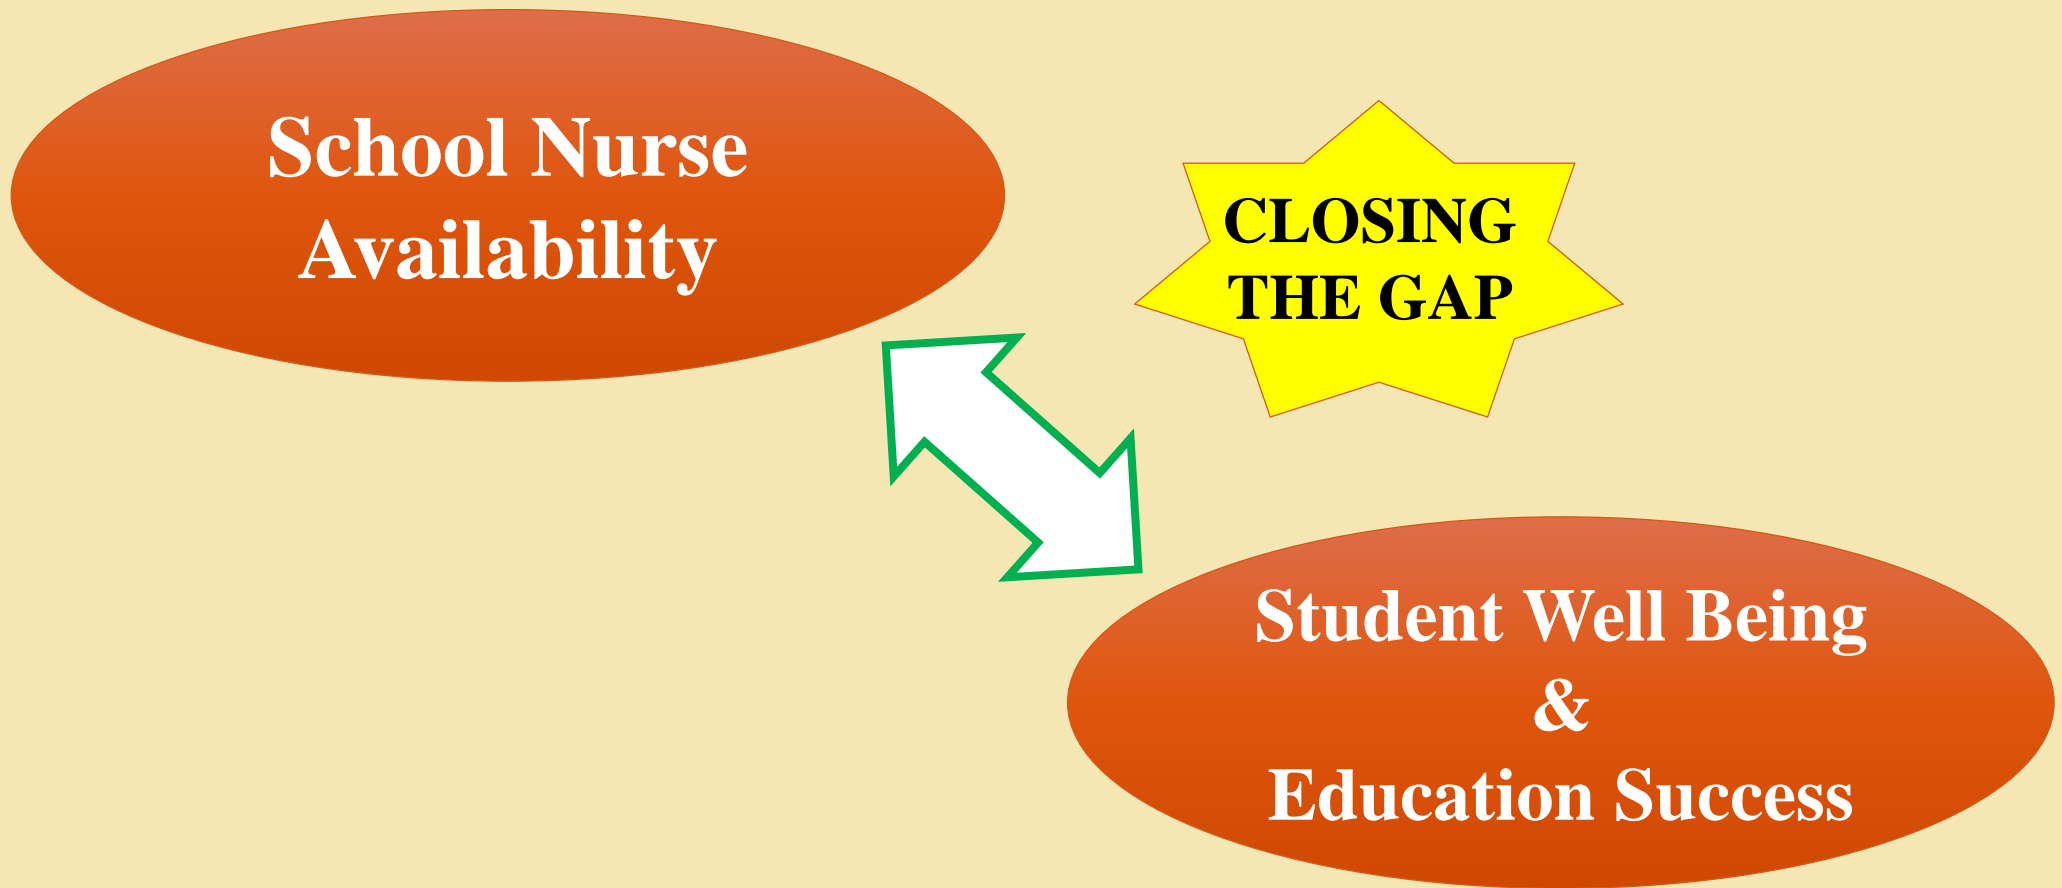 School Nurse
Availability
CLOSING
THE GAP
Student Well Being
&
Education Success